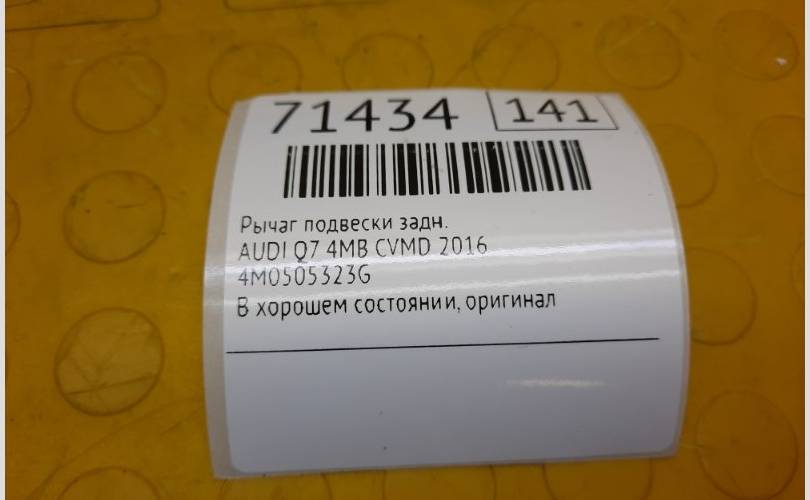 71434 141
Рычаг подвески задн.
AUDI Q7 4MB CVMD 2016
4M0505323G
В хорошем состоянии, оригинал